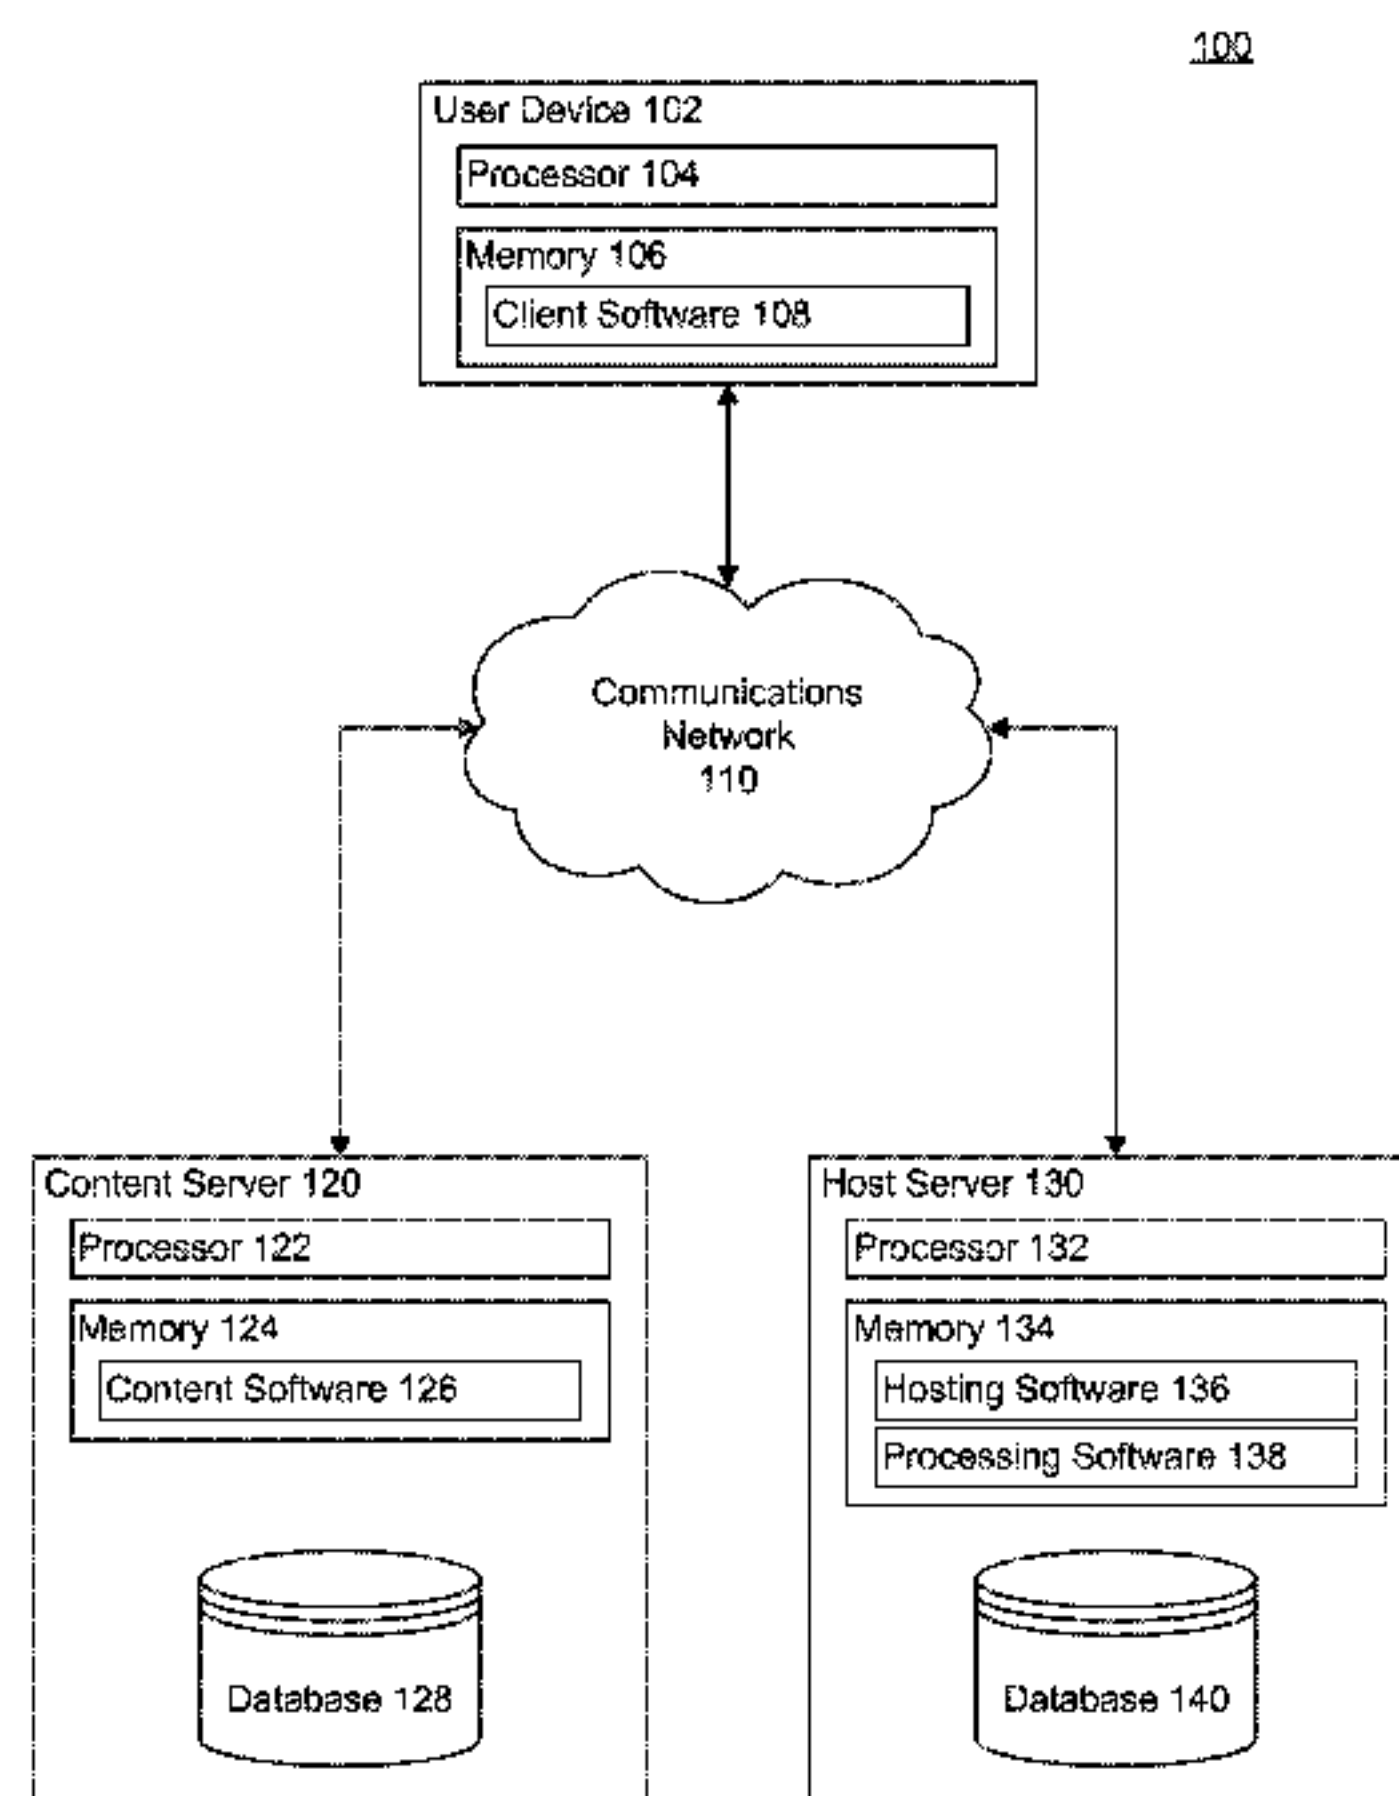 100
User Device 102
Processor 104
Memory 106
Client Software 108
Communications
Network
110
Content Server 120
Processor 122
Memory 124
Content Software 126
Database 128
Host Server 130
Processor 132
Memory 134
Hosting Software 136
Processing Software 138
Database 140